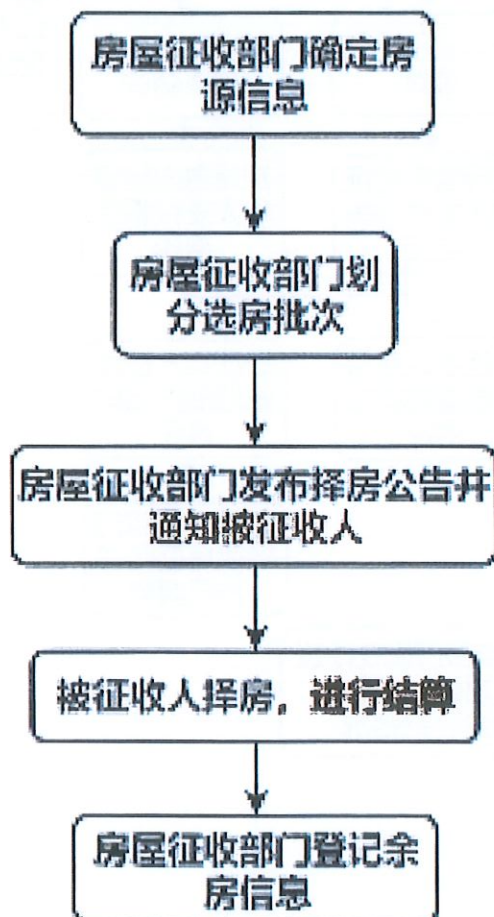 房屋征收部门确定房
源信息
房屋征收部门划
分选房批次
房屋征收部门发布择房公告并
通知被征收人
被征收人择房，进行结算
房屋征收部门登记余
房信息